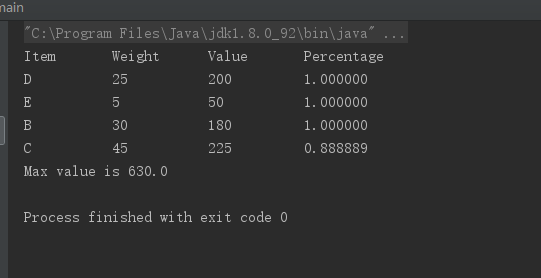 main
"C:\Program Files\Java\jdk1.8.0_92\bin\java" ...
Item Weight Value Percentage
D 25 200 1.000000
E 5 50 1.000000
B 30 180 1.000000
C 45 225 0.888889
Max value is 630.0
Process finished with exit code 0